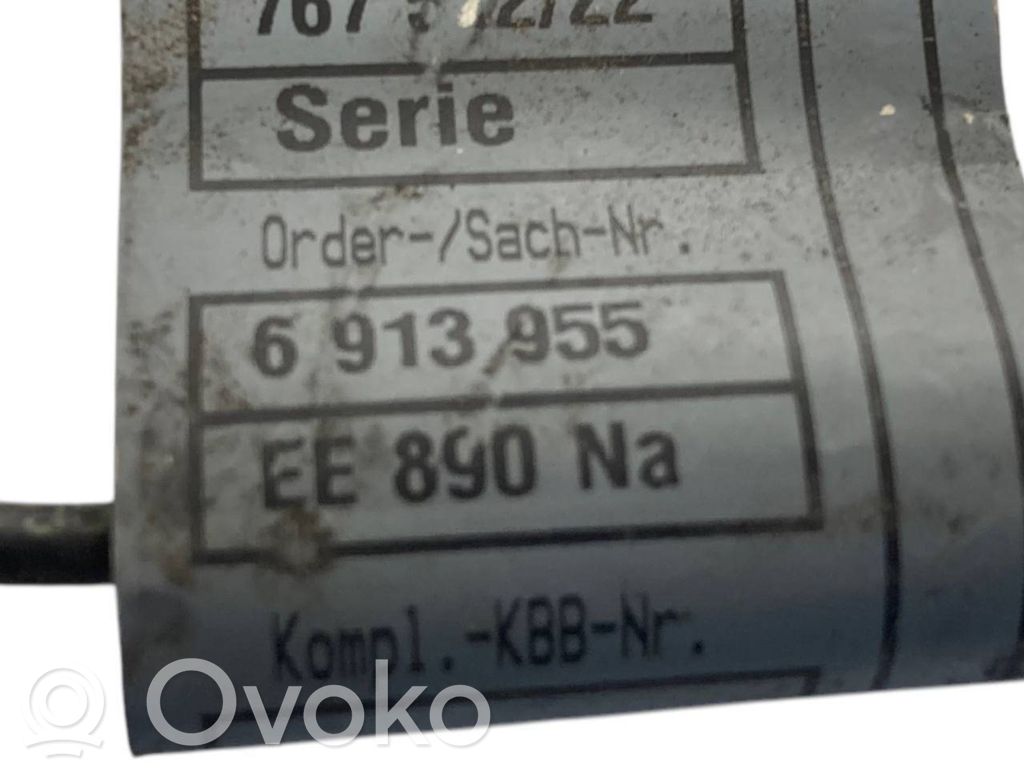 Serie
Order-/Sach-Nr.
6 913 955
EE 890 Na
Kompl.-KBB-Nr.
Ovoko